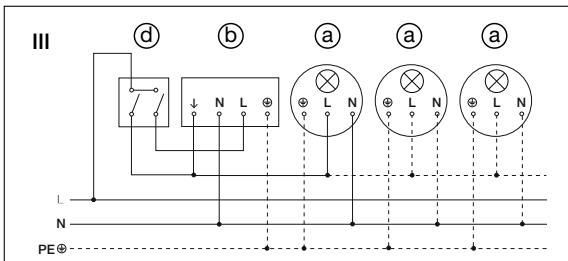 III
d b a a a
↓ N L ⏚ ⏚ L N ⏚ L N ⏚ L N
L
N
PE ⏚